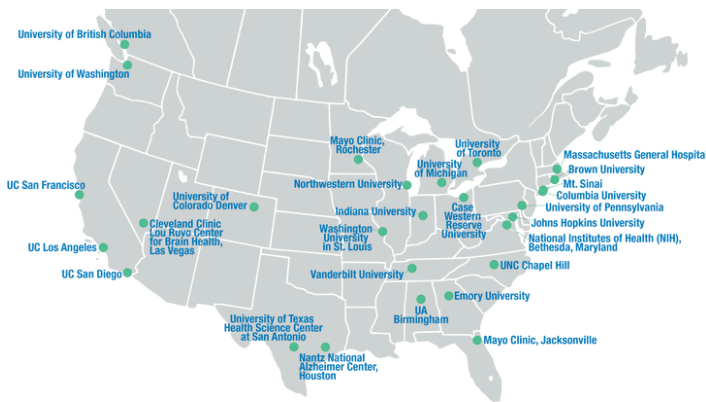 University of British Columbia
University of Washington
Mayo Clinic,
Rochester
University
of Toronto
University
of Michigan
Massachusetts General Hospita
Brown University
Mt. Sinai
Columbia University
University of Pennsylvania
Johns Hopkins University
National Institutes of Health (NIH),
Bethesda, Maryland
UC San Francisco
University of
Colorado Denver
Northwestern University
Indiana University
Case
Western
Reserve
University
Cleveland Clinic
Lou Ruvo Center
for Brain Health,
Las Vegas
Washington
University
in St. Louis
UC Los Angeles
UC San Diego
Vanderbilt University
UNC Chapel Hill
Emory University
UA
Birmingham
University of Texas
Health Science Center
at San Antonio
Nantz National
Alzheimer Center,
Houston
Mayo Clinic, Jacksonville